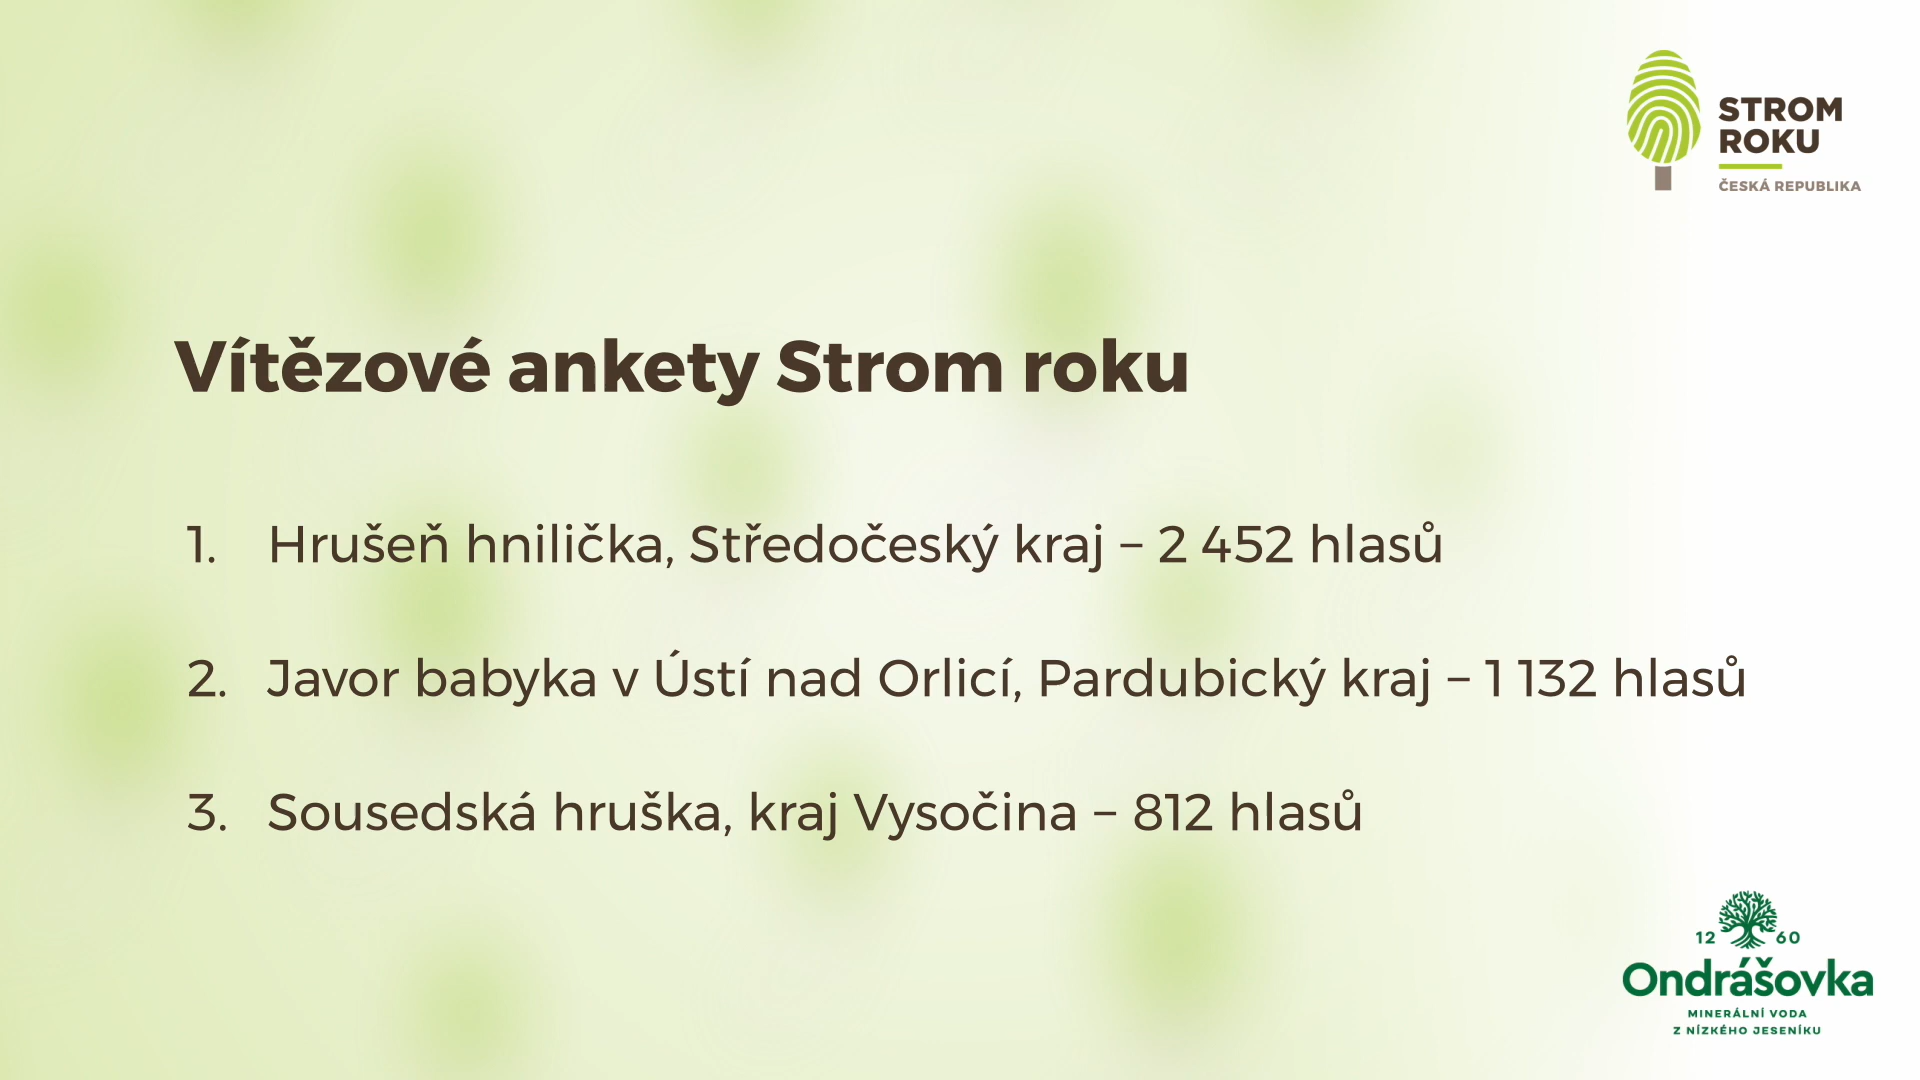 STROM
ROKU
ČESKÁ REPUBLIKA
Vítězové ankety Strom roku
1. Hrušeň hnilička, Středočeský kraj – 2 452 hlasů
2. Javor babyka v Ústí nad Orlicí, Pardubický kraj – 1 132 hlasů
3. Sousedská hruška, kraj Vysočina – 812 hlasů
12 60
Ondrášovka
MINERÁLNÍ VODA
Z NÍZKÉHO JESENÍKU